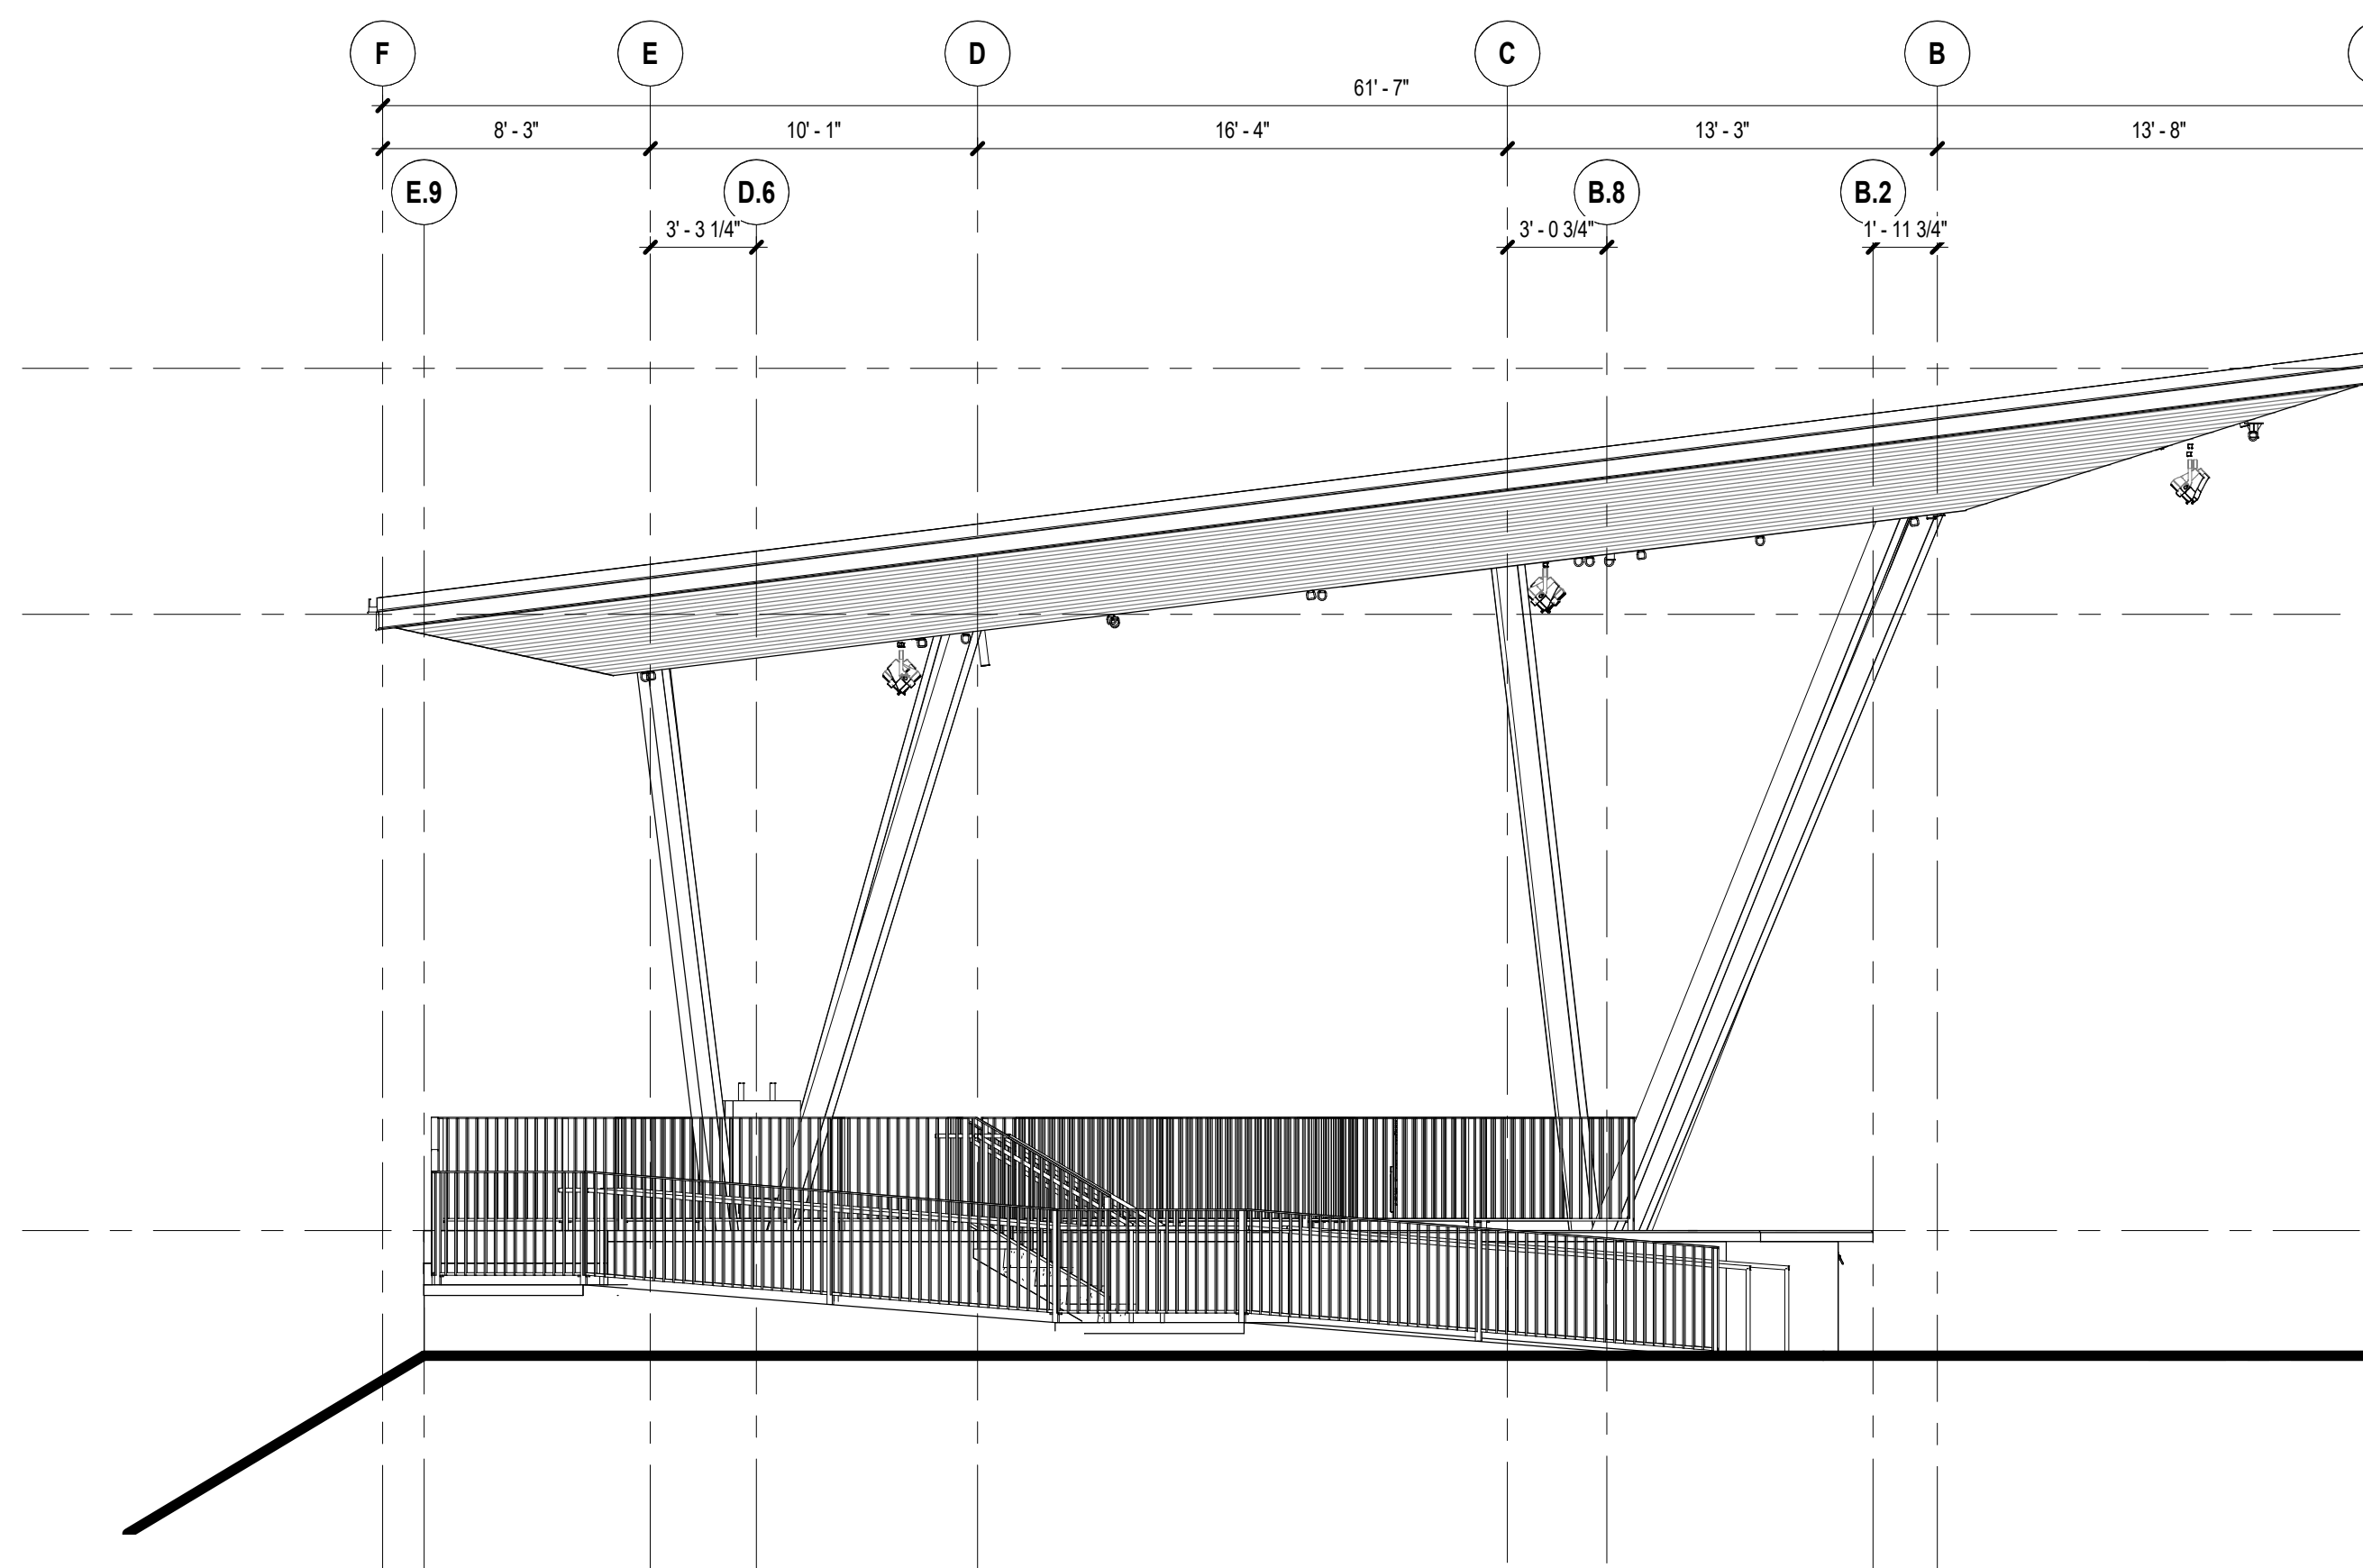 F E D C B
61' - 7"
8' - 3" 10' - 1" 16' - 4" 13' - 3" 13' - 8"
E.9 D.6 B.8 B.2
3' - 3 1/4" 3' - 0 3/4" 1' - 11 3/4"